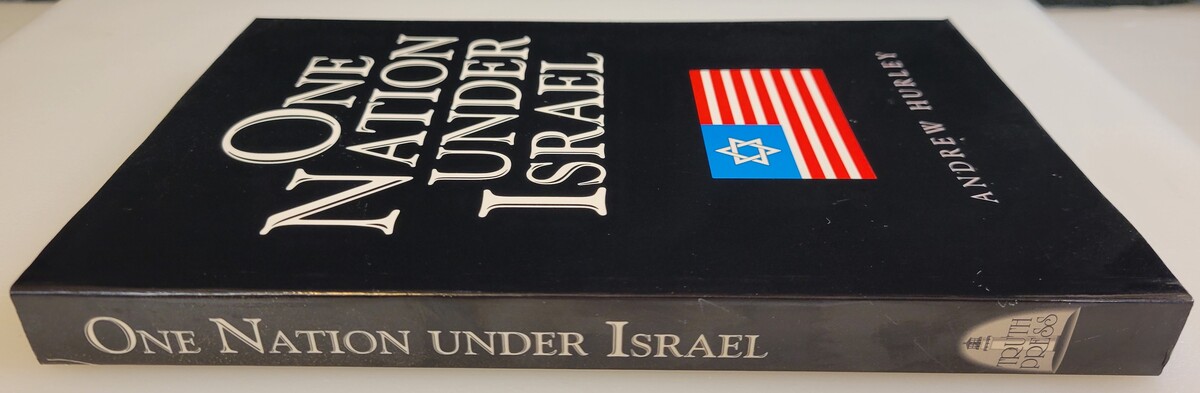 ONE
NATION
UNDER
ISRAEL
ANDREW HURLEY
ONE NATION UNDER ISRAEL
TRUTH
PRESS